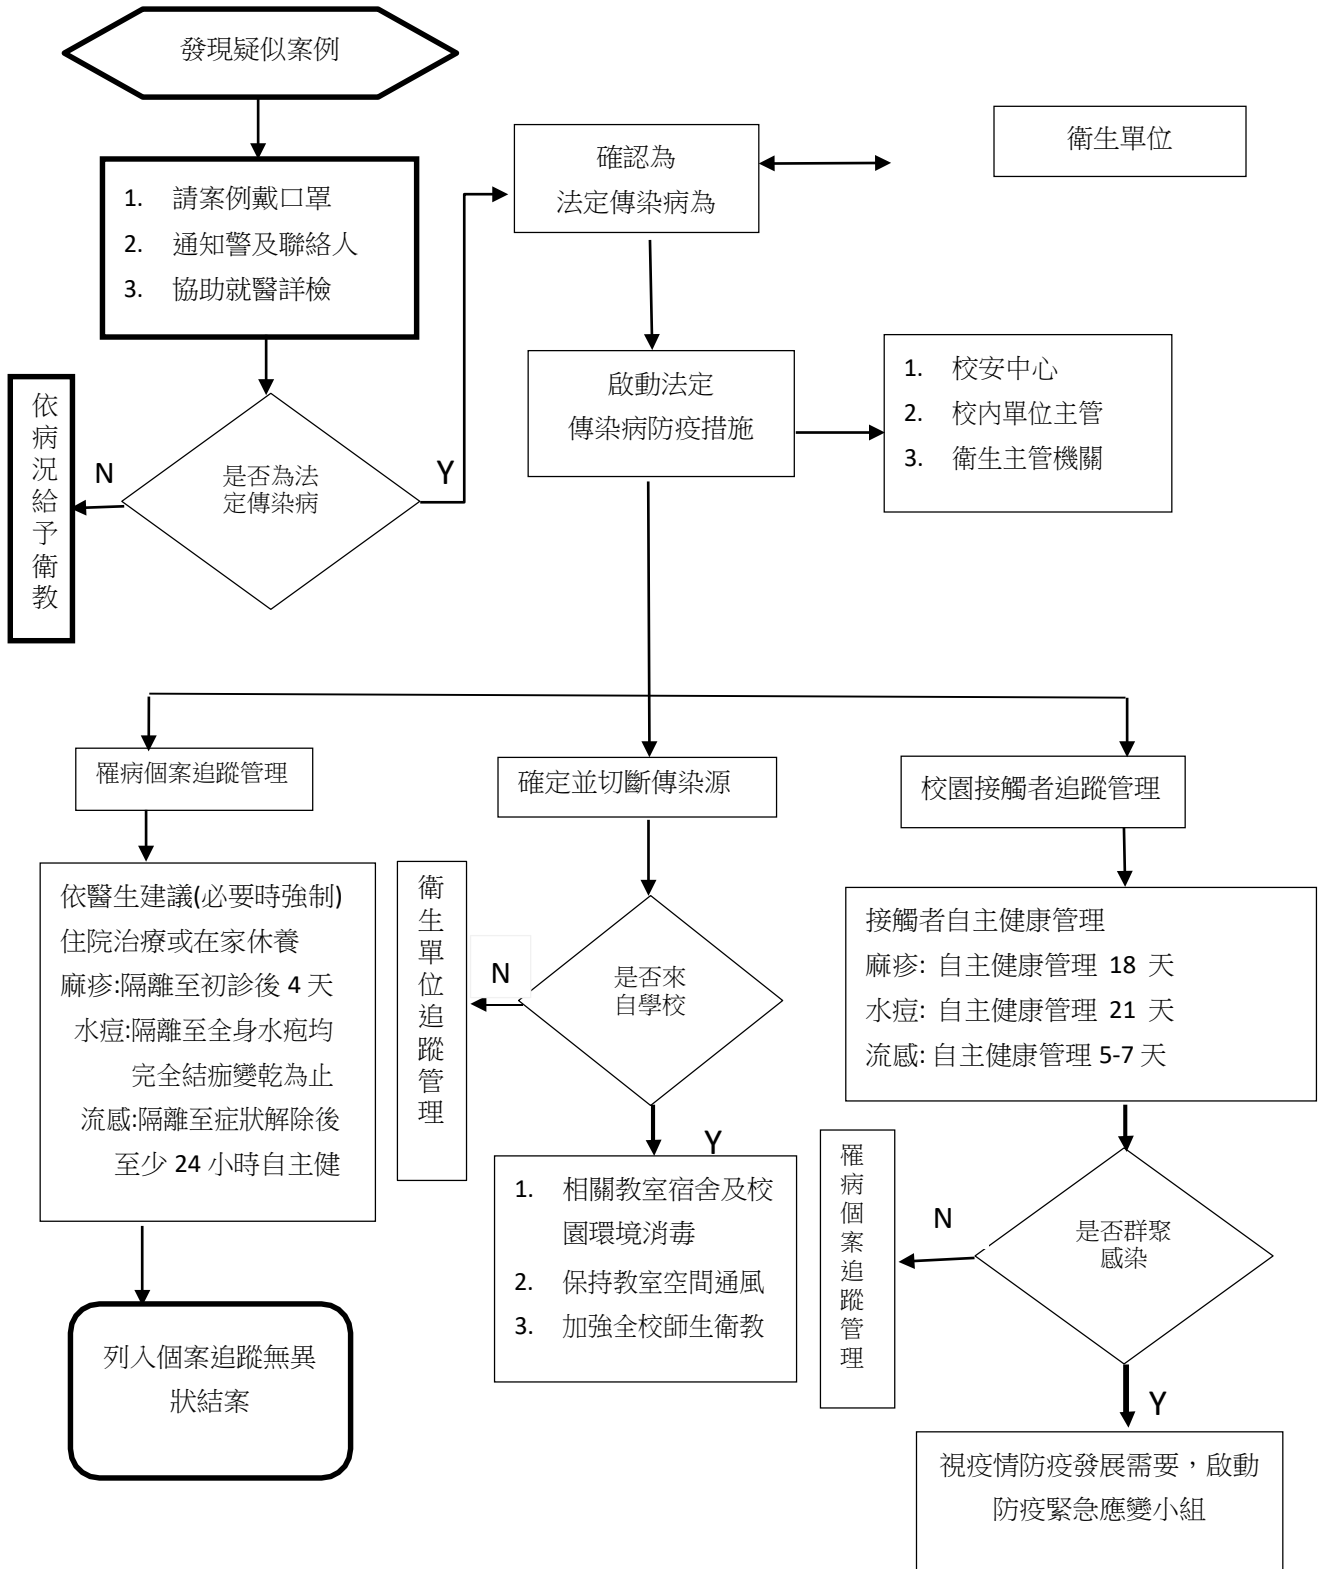 發現疑似案例
1. 請案例戴口罩
2. 通知警及聯絡人
3. 協助就醫詳檢
確認為
法定傳染病為
衛生單位
啟動法定
傳染病防疫措施
1. 校安中心
2. 校內單位主管
3. 衛生主管機關
依病況給予衛教
N
是否為法
定傳染病
Y
罹病個案追蹤管理
確定並切斷傳染源
校園接觸者追蹤管理
依醫生建議(必要時強制)
住院治療或在家休養
麻疹:隔離至初診後 4 天
水痘:隔離至全身水疱均
完全結痂變乾為止
流感:隔離至症狀解除後
至少 24 小時自主健
列入個案追蹤無異
狀結案
衛生單位追蹤管理
N
是否來
自學校
Y
1. 相關教室宿舍及校
園環境消毒
2. 保持教室空間通風
3. 加強全校師生衛教
接觸者自主健康管理
麻疹: 自主健康管理 18 天
水痘: 自主健康管理 21 天
流感: 自主健康管理 5-7 天
罹病個案追蹤管理
N
是否群聚
感染
Y
視疫情防疫發展需要，啟動
防疫緊急應變小組